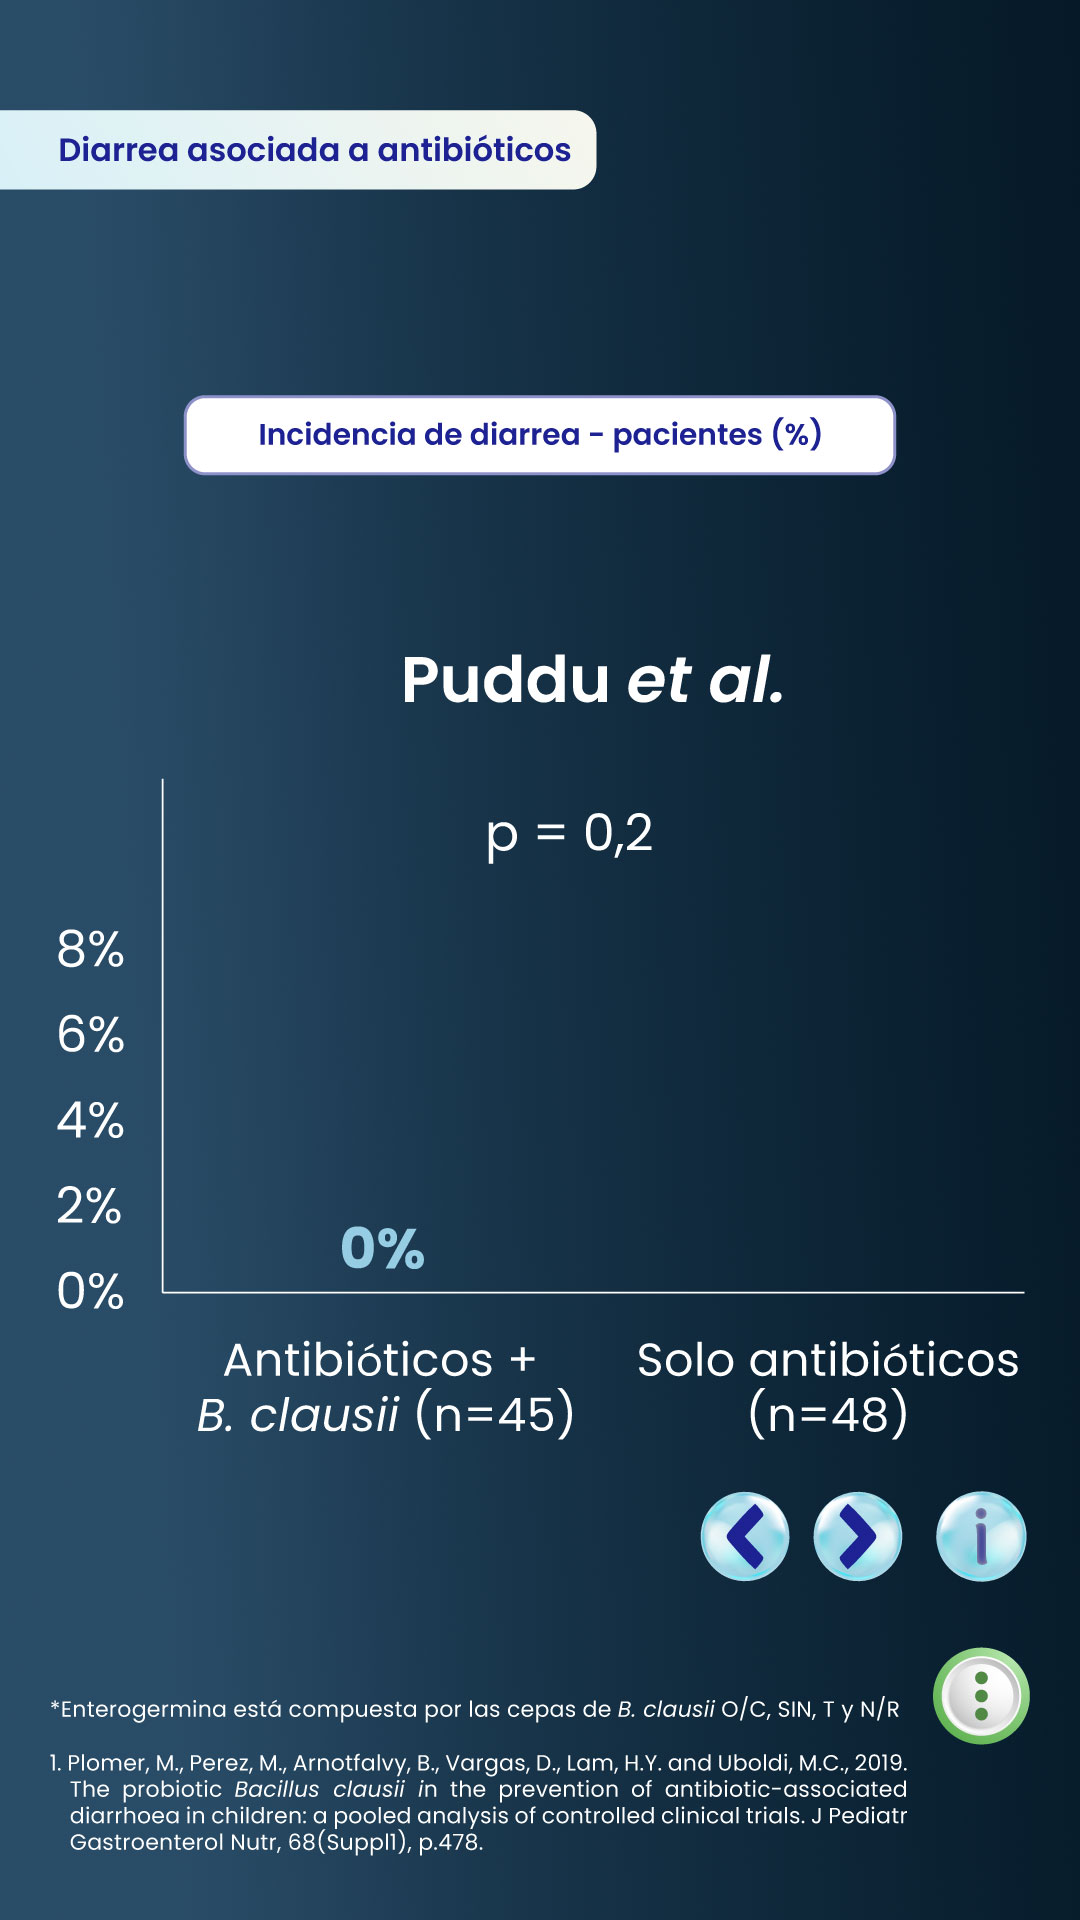 Diarrea asociada a antibióticos
Incidencia de diarrea - pacientes (%)
Puddu et al.
p = 0,2
8%
6%
4%
2%
0%
0%
Antibióticos +
B. clausii (n=45)
Solo antibióticos
(n=48)
i
*Enterogermina está compuesta por las cepas de B. clausii O/C, SIN, T y N/R
1. Plomer, M., Perez, M., Arnotfalvy, B., Vargas, D., Lam, H.Y. and Uboldi, M.C., 2019.
The probiotic Bacillus clausii in the prevention of antibiotic-associated
diarrhoea in children: a pooled analysis of controlled clinical trials. J Pediatr
Gastroenterol Nutr, 68(Suppl1), p.478.